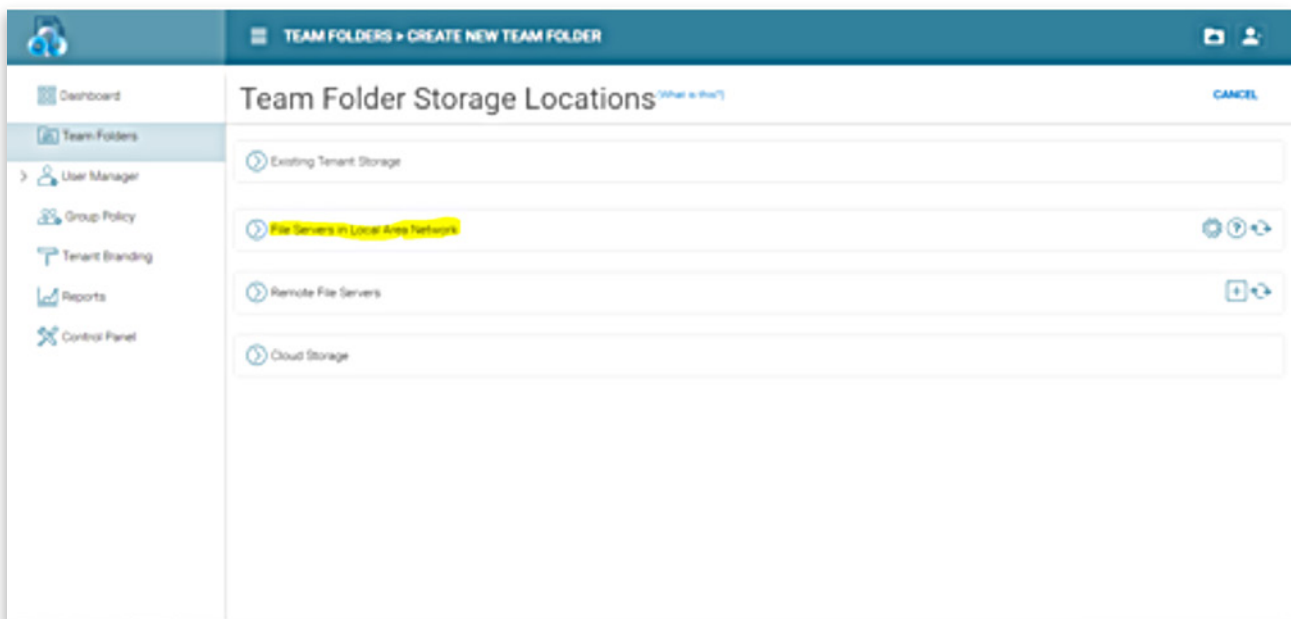 TEAM FOLDERS > CREATE NEW TEAM FOLDER
Dashboard
Team Folders
User Manager
Group Policy
Tenant Branding
Reports
Control Panel
Team Folder Storage Locations (What is this?)
CANCEL
Existing Tenant Storage
File Servers in Local Area Network
Remote File Servers
Cloud Storage